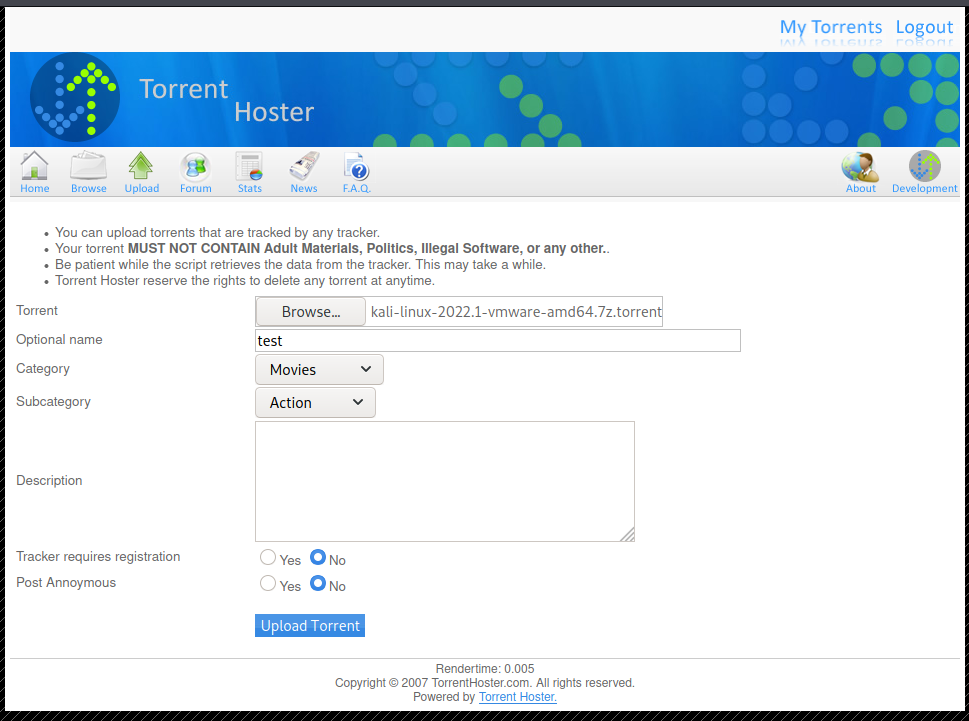 My Torrents Logout
Torrent
Hoster
Home Browse Upload Forum Stats News F.A.Q. About Development
You can upload torrents that are tracked by any tracker.
Your torrent MUST NOT CONTAIN Adult Materials, Politics, Illegal Software, or any other..
Be patient while the script retrieves the data from the tracker. This may take a while.
Torrent Hoster reserve the rights to delete any torrent at anytime.
Torrent Browse... kali-linux-2022.1-vmware-amd64.7z.torrent
Optional name test
Category Movies
Subcategory Action
Description
Tracker requires registration Yes No
Post Annoymous Yes No
Upload Torrent
Rendertime: 0.005
Copyright © 2007 TorrentHoster.com. All rights reserved.
Powered by Torrent Hoster.